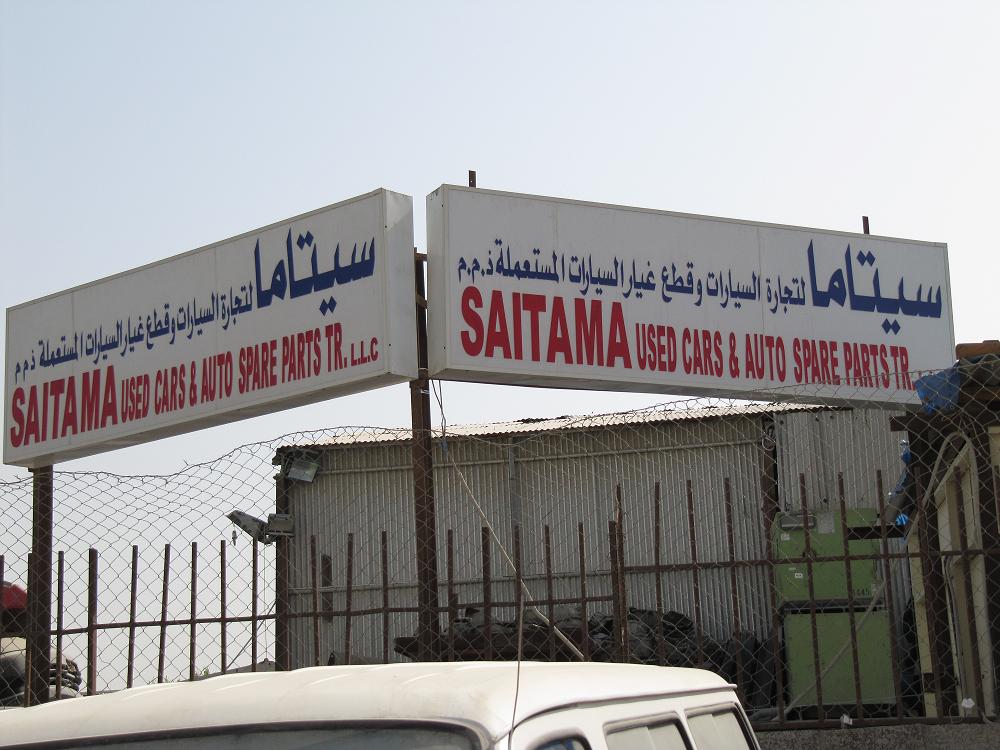 سيتاما لتجارة السيارات وقطع غيار السيارات المستعملة ذ.م.م
SAITAMA USED CARS & AUTO SPARE PARTS TR. L.L.C
سيتاما لتجارة السيارات وقطع غيار السيارات المستعملة ذ.م.م
SAITAMA USED CARS & AUTO SPARE PARTS TR.